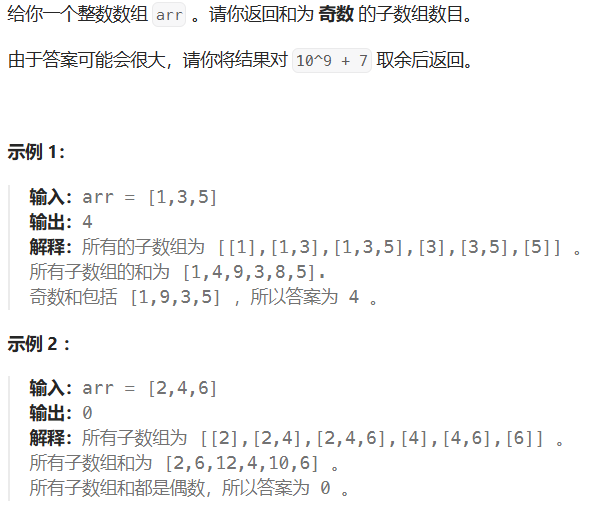 给你一个整数数组 arr 。请你返回和为 奇数 的子数组数目。
由于答案可能会很大，请你将结果对 10^9 + 7 取余后返回。
示例 1：
输入：arr = [1,3,5]
输出：4
解释：所有的子数组为 [[1],[1,3],[1,3,5],[3],[3,5],[5]] 。
所有子数组的和为 [1,4,9,3,8,5].
奇数和包括 [1,9,3,5] ，所以答案为 4 。
示例 2 ：
输入：arr = [2,4,6]
输出：0
解释：所有子数组为 [[2],[2,4],[2,4,6],[4],[4,6],[6]] 。
所有子数组和为 [2,6,12,4,10,6] 。
所有子数组和都是偶数，所以答案为 0 。